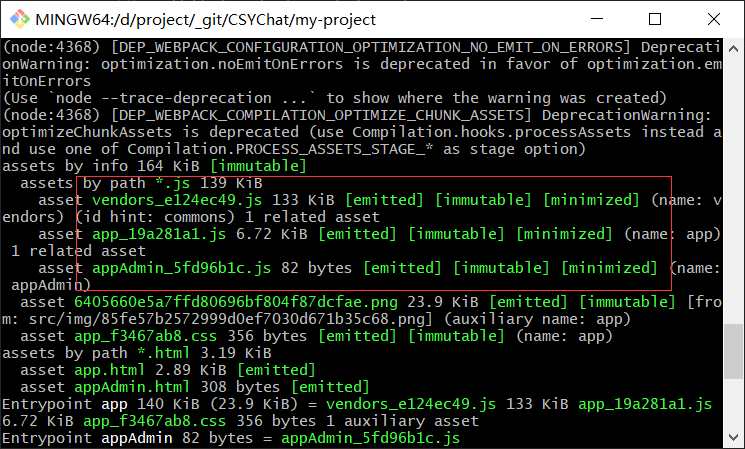 MINGW64:/d/project/_git/CSYChat/my-project
(node:4368) [DEP_WEBPACK_CONFIGURATION_OPTIMIZATION_NO_EMIT_ON_ERRORS] Deprecati
onWarning: optimization.noEmitOnErrors is deprecated in favor of optimization.em
itOnErrors
(Use `node --trace-deprecation ...` to show where the warning was created)
(node:4368) [DEP_WEBPACK_COMPILATION_OPTIMIZE_CHUNK_ASSETS] DeprecationWarning:
optimizeChunkAssets is deprecated (use Compilation.hooks.processAssets instead a
nd use one of Compilation.PROCESS_ASSETS_STAGE_* as stage option)
assets by info 164 KiB [immutable]
  assets by path *.js 139 KiB
    asset vendors_e124ec49.js 133 KiB [emitted] [immutable] [minimized] (name: v
endors) (id hint: commons) 1 related asset
    asset app_19a281a1.js 6.72 KiB [emitted] [immutable] [minimized] (name: app)
 1 related asset
    asset appAdmin_5fd96b1c.js 82 bytes [emitted] [immutable] [minimized] (name:
 appAdmin)
  asset 6405660e5a7ffd80696bf804f87dcfae.png 23.9 KiB [emitted] [immutable] [fro
m: src/img/85fe57b2572999d0ef7030d671b35c68.png] (auxiliary name: app)
  asset app_f3467ab8.css 356 bytes [emitted] [immutable] (name: app)
assets by path *.html 3.19 KiB
  asset app.html 2.89 KiB [emitted]
  asset appAdmin.html 308 bytes [emitted]
Entrypoint app 140 KiB (23.9 KiB) = vendors_e124ec49.js 133 KiB app_19a281a1.js
6.72 KiB app_f3467ab8.css 356 bytes 1 auxiliary asset
Entrypoint appAdmin 82 bytes = appAdmin_5fd96b1c.js